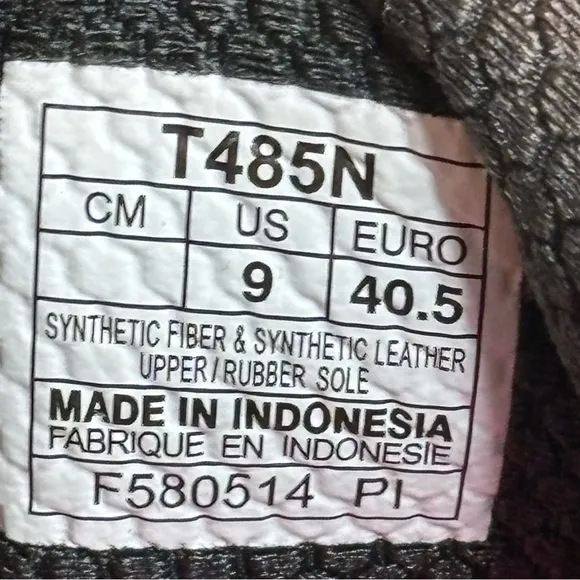 T485N
CM US EURO
9 40.5
SYNTHETIC FIBER & SYNTHETIC LEATHER
UPPER / RUBBER SOLE
MADE IN INDONESIA
FABRIQUE EN INDONESIE
F580514 PI